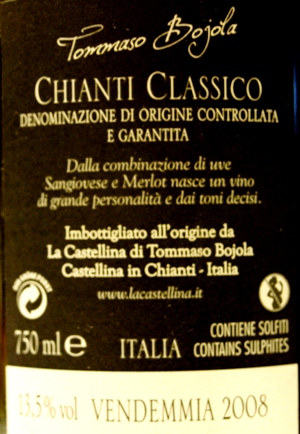 Tommaso Bojola
CHIANTI CLASSICO
DENOMINAZIONE DI ORIGINE CONTROLLATA
E GARANTITA
Dalla combinazione di uve
Sangiovese e Merlot nasce un vino
di grande personalità e dai toni decisi.
Imbottigliato all'origine da
La Castellina di Tommaso Bojola
Castellina in Chianti - Italia
www.lacastellina.it
750 ml e
ITALIA
CONTIENE SOLFITI
CONTAINS SULPHITES
13,5% vol VENDEMMIA 2008